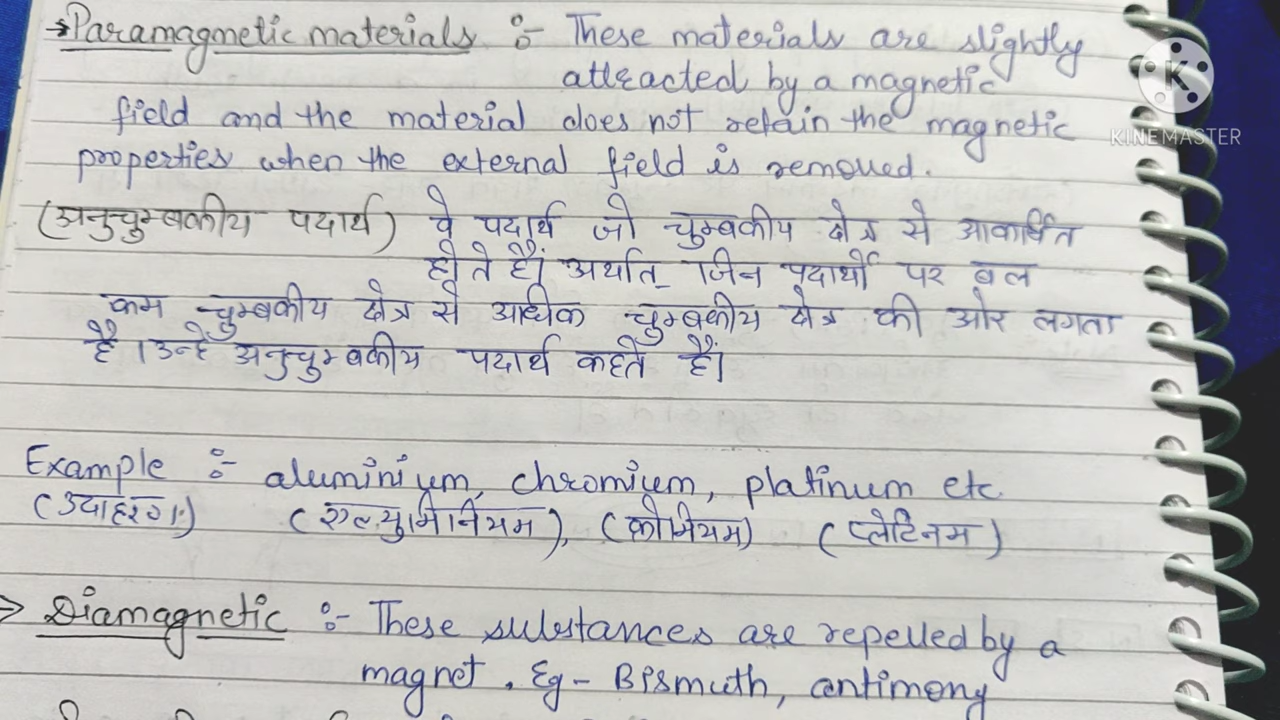 →Paramagnetic materials :- These materials are slightly
attracted by a magnetic
field and the material does not retain the magnetic
properties when the external field is removed.
(अनुचुम्बकीय पदार्थ) वे पदार्थ जो चुम्बकीय क्षेत्र से आकर्षित
होते हैं। अर्थात् जिन पदार्थों पर बल
कम चुम्बकीय क्षेत्र से अधिक चुम्बकीय क्षेत्र की ओर लगता
है। उन्हे अनुचुम्बकीय पदार्थ कहते हैं।
Example :- aluminium, chromium, platinum etc.
(उदाहरण:) (एल्युमिनियम), (क्रोमियम) (प्लेटिनम)
⇒ Diamagnetic :- These substances are repelled by a
magnet. Eg- Bismuth, antimony
K
KINEMASTER